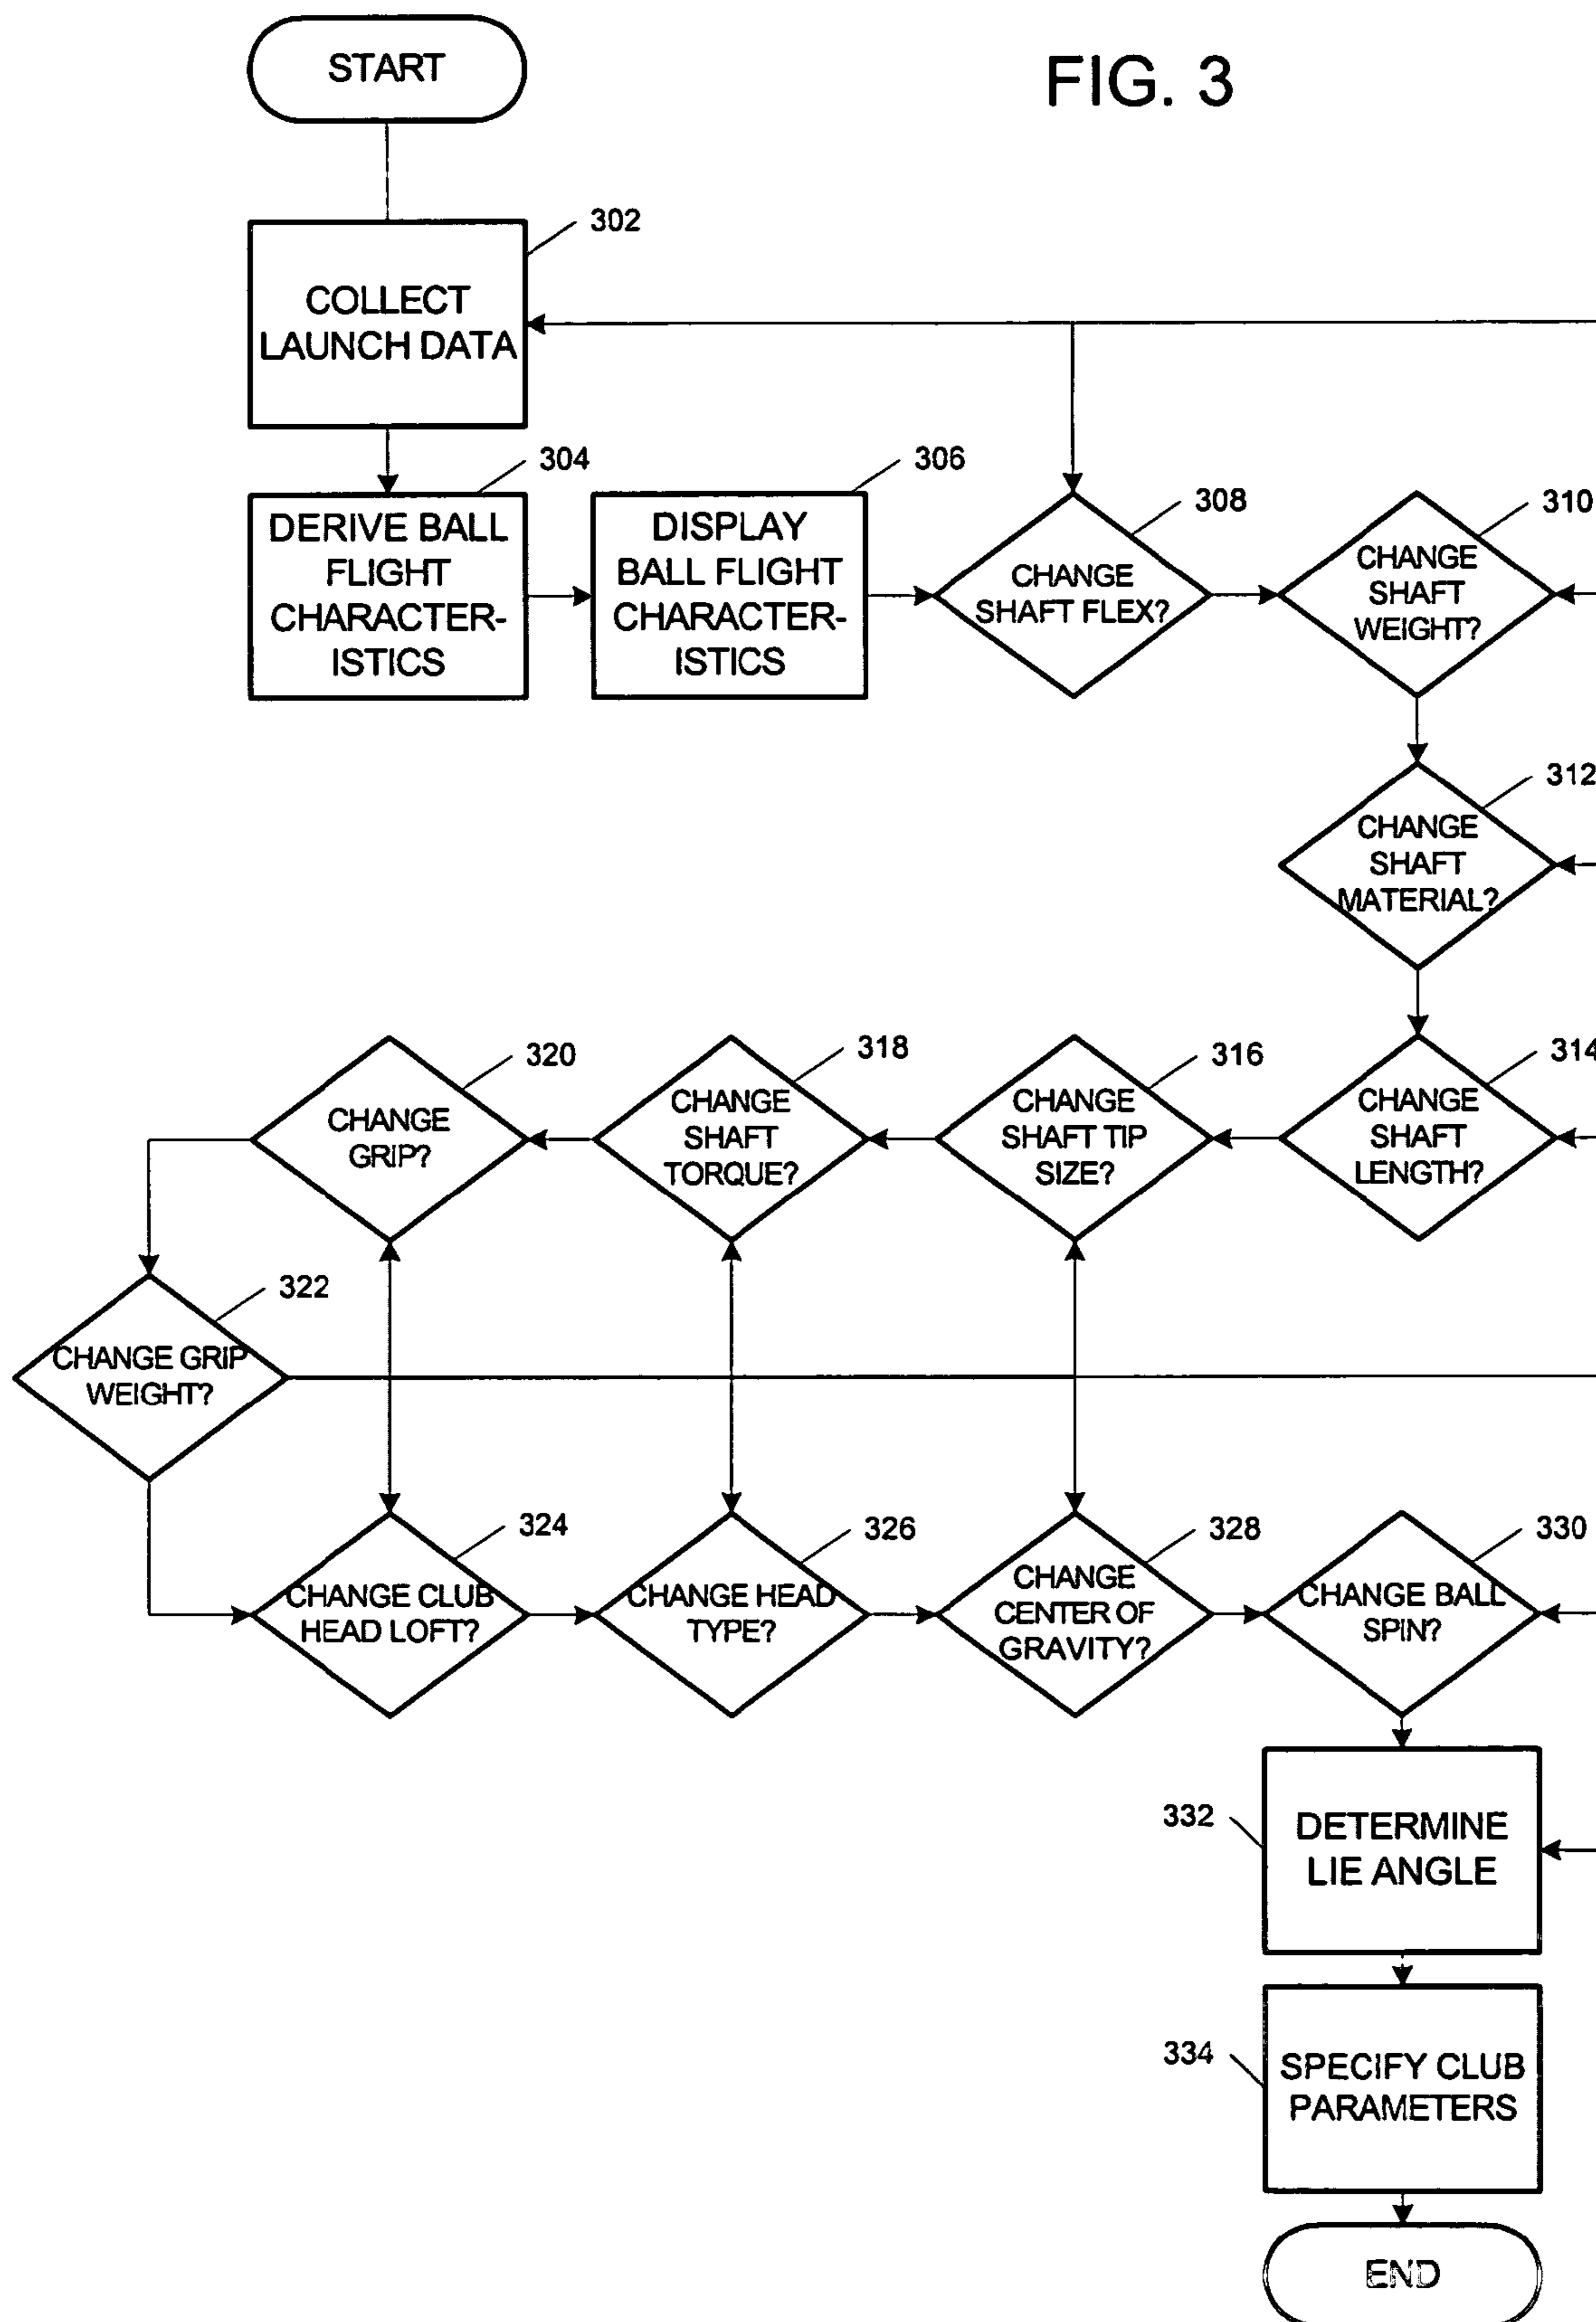 START
FIG. 3
302
COLLECT
LAUNCH DATA
304
DERIVE BALL
FLIGHT
CHARACTER-
ISTICS
306
DISPLAY
BALL FLIGHT
CHARACTER-
ISTICS
308
CHANGE
SHAFT FLEX?
310
CHANGE
SHAFT
WEIGHT?
312
CHANGE
SHAFT
MATERIAL?
314
CHANGE
SHAFT
LENGTH?
316
CHANGE
SHAFT TIP
SIZE?
318
CHANGE
SHAFT
TORQUE?
320
CHANGE
GRIP?
322
CHANGE GRIP
WEIGHT?
324
CHANGE CLUB
HEAD LOFT?
326
CHANGE HEAD
TYPE?
328
CHANGE
CENTER OF
GRAVITY?
330
CHANGE BALL
SPIN?
332
DETERMINE
LIE ANGLE
334
SPECIFY CLUB
PARAMETERS
END